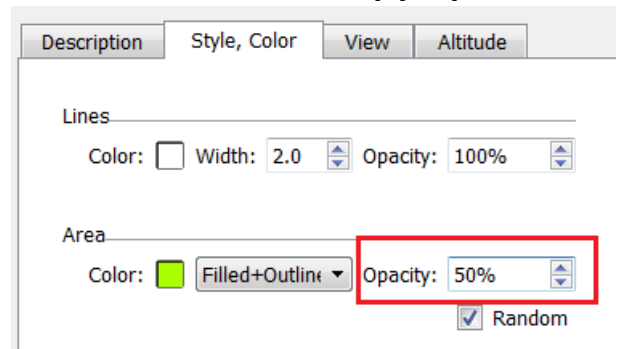 Description Style, Color View Altitude
Lines
Color: Width: 2.0 Opacity: 100%
Area
Color: Filled+Outline Opacity: 50%
Random